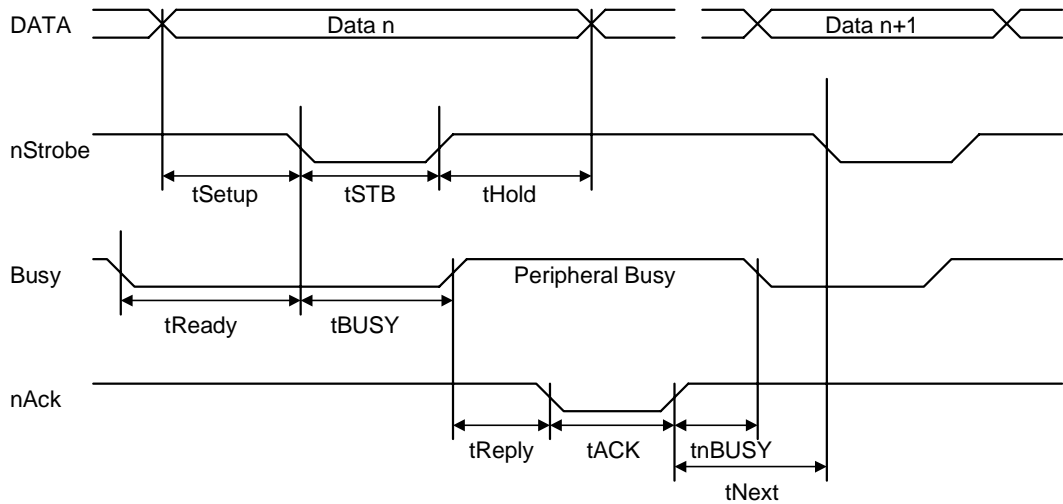 DATA Data n Data n+1
nStrobe
tSetup tSTB tHold
Busy Peripheral Busy
tReady tBUSY
nAck
tReply tACK tnBUSY
tNext